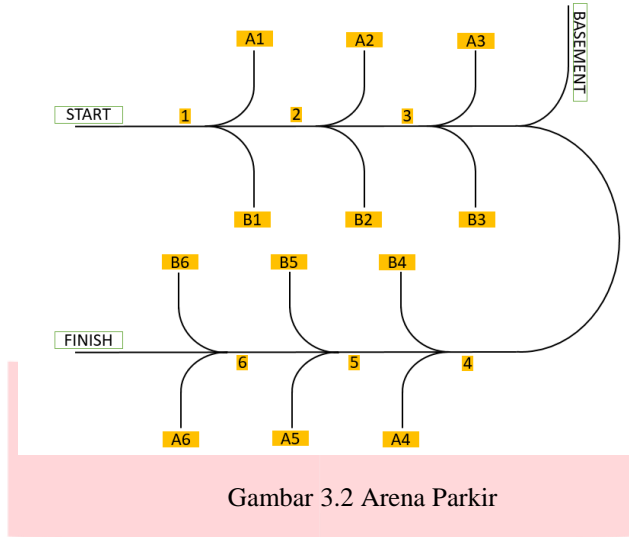 A1
A2
A3
BASEMENT
START
1
2
3
B1
B2
B3
B6
B5
B4
FINISH
6
5
4
A6
A5
A4
Gambar 3.2 Arena Parkir